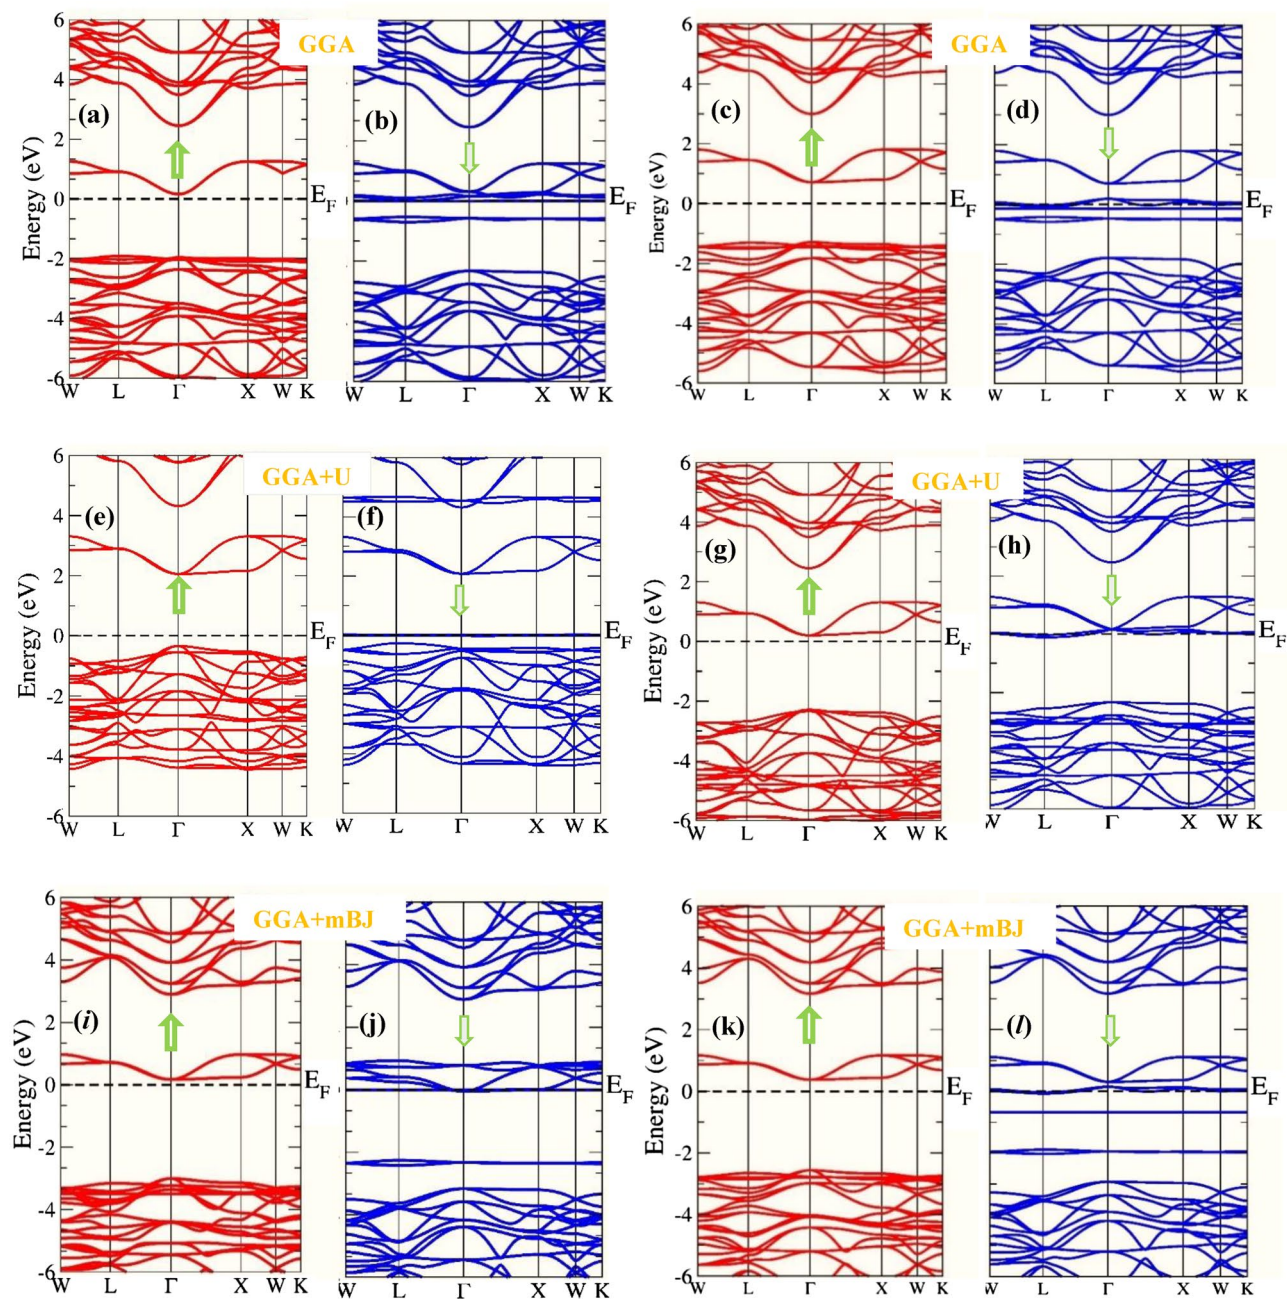 GGA
(a)
(b)
6
4
2
0
-2
-4
-6
Energy (eV)
E_F
W L Γ X W K
W L Γ X W K
GGA
(c)
(d)
6
4
2
0
-2
-4
-6
Energy (eV)
E_F
E_F
W L Γ X W K
W L Γ X W K
GGA+U
(e)
(f)
6
4
2
0
-2
-4
-6
Energy (eV)
E_F
E_F
W L Γ X W K
W L Γ X W K
GGA+U
(g)
(h)
6
4
2
0
-2
-4
-6
Energy (eV)
E_F
E_F
W L Γ X W K
W L Γ X W K
GGA+mBJ
(i)
(j)
6
4
2
0
-2
-4
-6
Energy (eV)
E_F
E_F
W L Γ X W K
W L Γ X W K
GGA+mBJ
(k)
(l)
6
4
2
0
-2
-4
-6
Energy (eV)
E_F
E_F
W L Γ X W K
W L Γ X W K